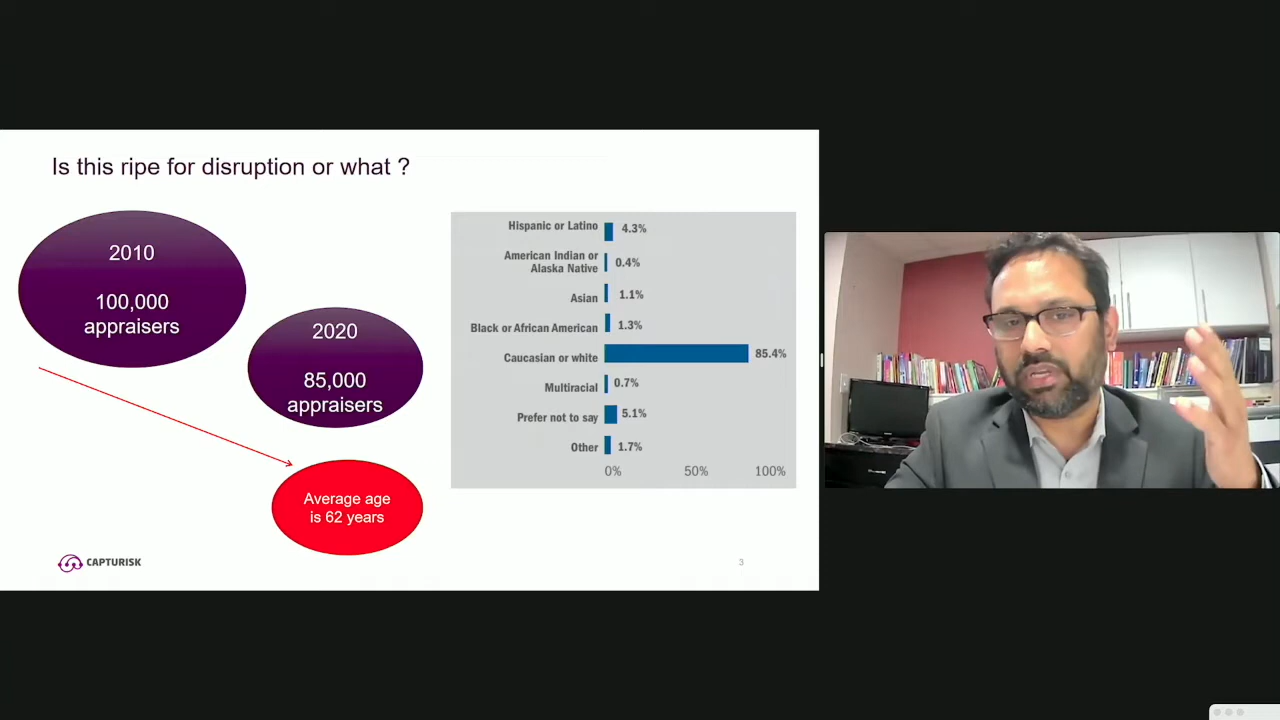 Is this ripe for disruption or what ?
2010
100,000
appraisers
2020
85,000
appraisers
Average age
is 62 years
Hispanic or Latino 4.3%
American Indian or
Alaska Native 0.4%
Asian 1.1%
Black or African American 1.3%
Caucasian or white 85.4%
Multiracial 0.7%
Prefer not to say 5.1%
Other 1.7%
0% 50% 100%
CAPTURISK
3